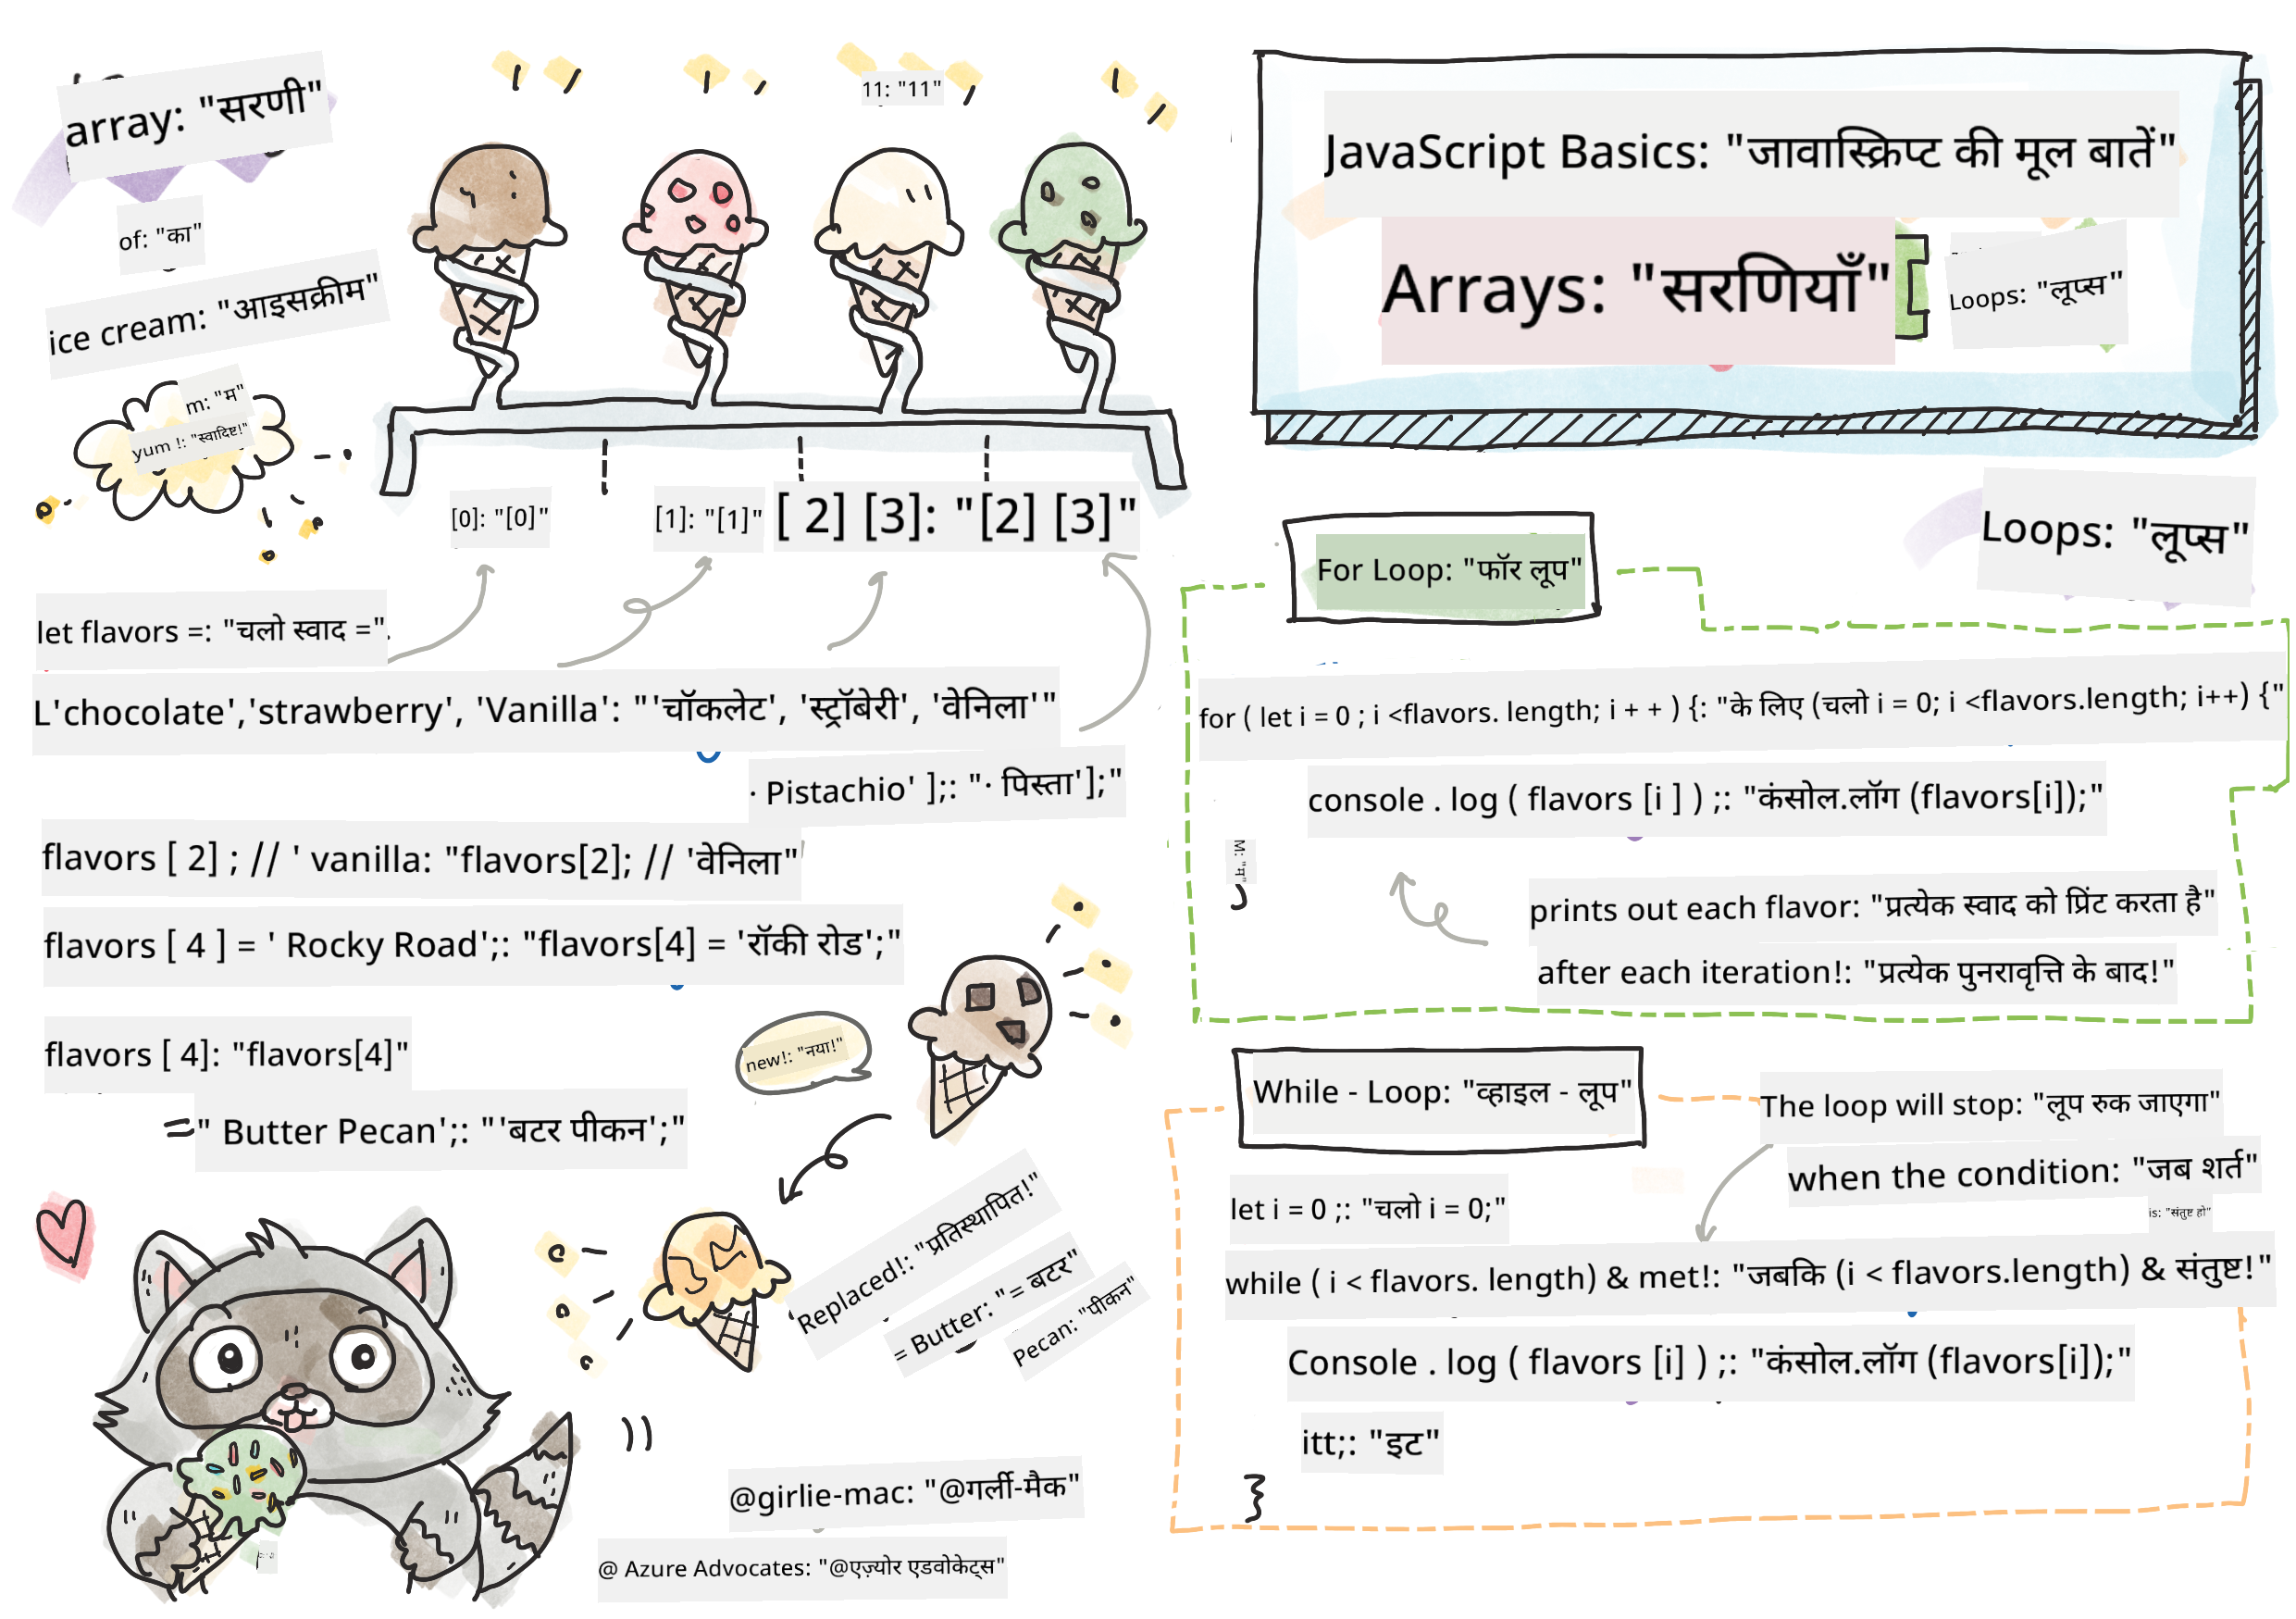 array: "सरणी"
of: "का"
ice cream: "आइसक्रीम"
m: "म"
yum !: "स्वादिष्ट!"
11: "11"
[0]: "[0]"
[1]: "[1]"
[ 2] [3]: "[2] [3]"
let flavors =: "चलो स्वाद =".
L'chocolate','strawberry', 'Vanilla': "'चॉकलेट', 'स्ट्रॉबेरी', 'वेनिला'"
· Pistachio' ];: "· पिस्ता'];"
flavors [ 2] ; // ' vanilla: "flavors[2]; // 'वेनिला"
flavors [ 4 ] = ' Rocky Road';: "flavors[4] = 'रॉकी रोड';"
flavors [ 4]: "flavors[4]"
=" Butter Pecan';: "'बटर पीकन';"
new!: "नया!"
Replaced!: "प्रतिस्थापित!"
= Butter: "= बटर"
Pecan: "पीकन"
@girlie-mac: "@गर्ली-मैक"
@ Azure Advocates: "@एज़्योर एडवोकेट्स"
JavaScript Basics: "जावास्क्रिप्ट की मूल बातें"
Arrays: "सरणियाँ"
Loops: "लूप्स"
Loops: "लूप्स"
For Loop: "फॉर लूप"
for ( let i = 0 ; i <flavors. length; i + + ) {: "के लिए (चलो i = 0; i <flavors.length; i++) {"
console . log ( flavors [i ] ) ;: "कंसोल.लॉग (flavors[i]);"
M: "म"
prints out each flavor: "प्रत्येक स्वाद को प्रिंट करता है"
after each iteration!: "प्रत्येक पुनरावृत्ति के बाद!"
While - Loop: "व्हाइल - लूप"
The loop will stop: "लूप रुक जाएगा"
when the condition: "जब शर्त"
is: "संतुष्ट हो"
let i = 0 ;: "चलो i = 0;"
while ( i < flavors. length) & met!: "जबकि (i < flavors.length) & संतुष्ट!"
Console . log ( flavors [i] ) ;: "कंसोल.लॉग (flavors[i]);"
itt;: "इट"
}